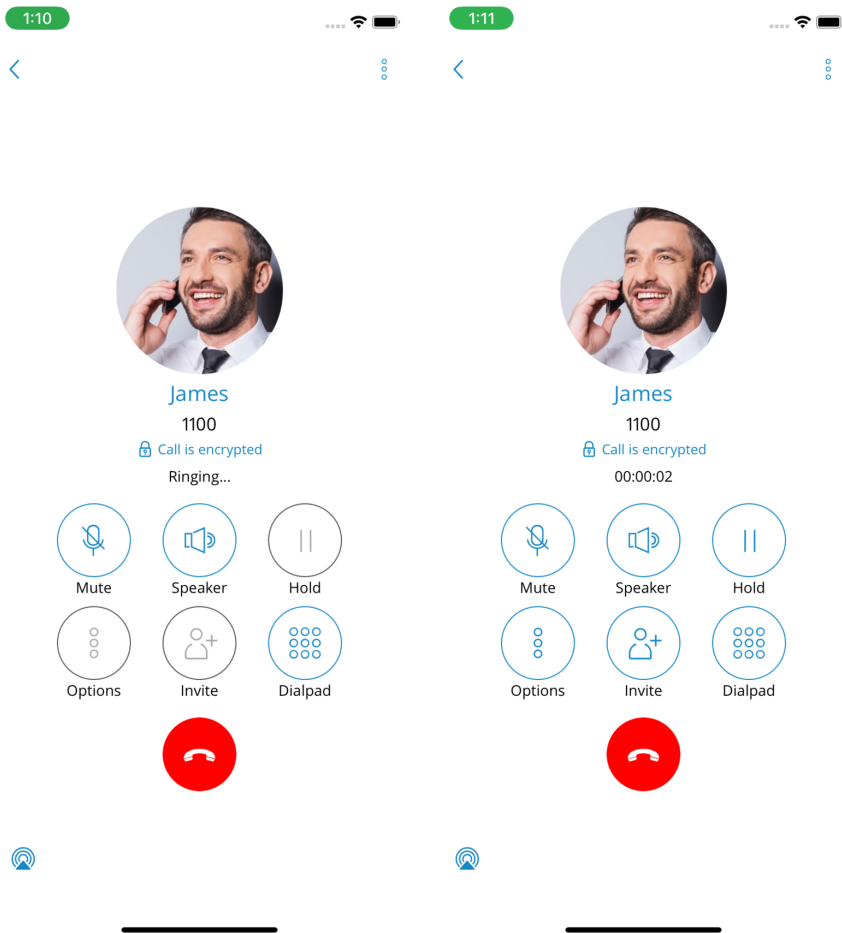 1:10
James
1100
Call is encrypted
Ringing...
Mute Speaker Hold
Options Invite Dialpad
1:11
James
1100
Call is encrypted
00:00:02
Mute Speaker Hold
Options Invite Dialpad